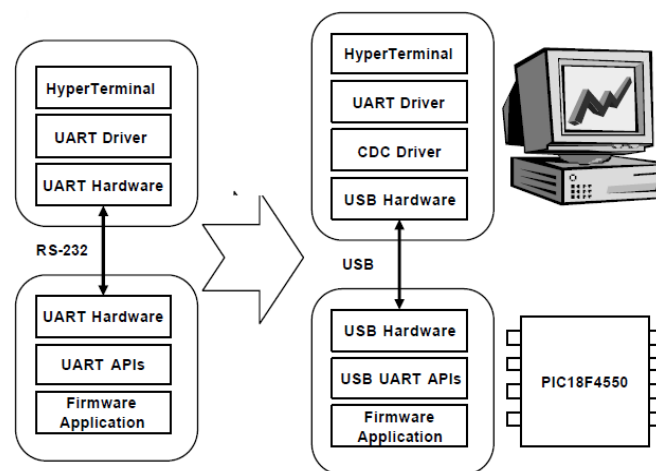 HyperTerminal
UART Driver
UART Hardware
RS-232
UART Hardware
UART APIs
Firmware
Application
HyperTerminal
UART Driver
CDC Driver
USB Hardware
USB
USB Hardware
USB UART APIs
Firmware
Application
PIC18F4550